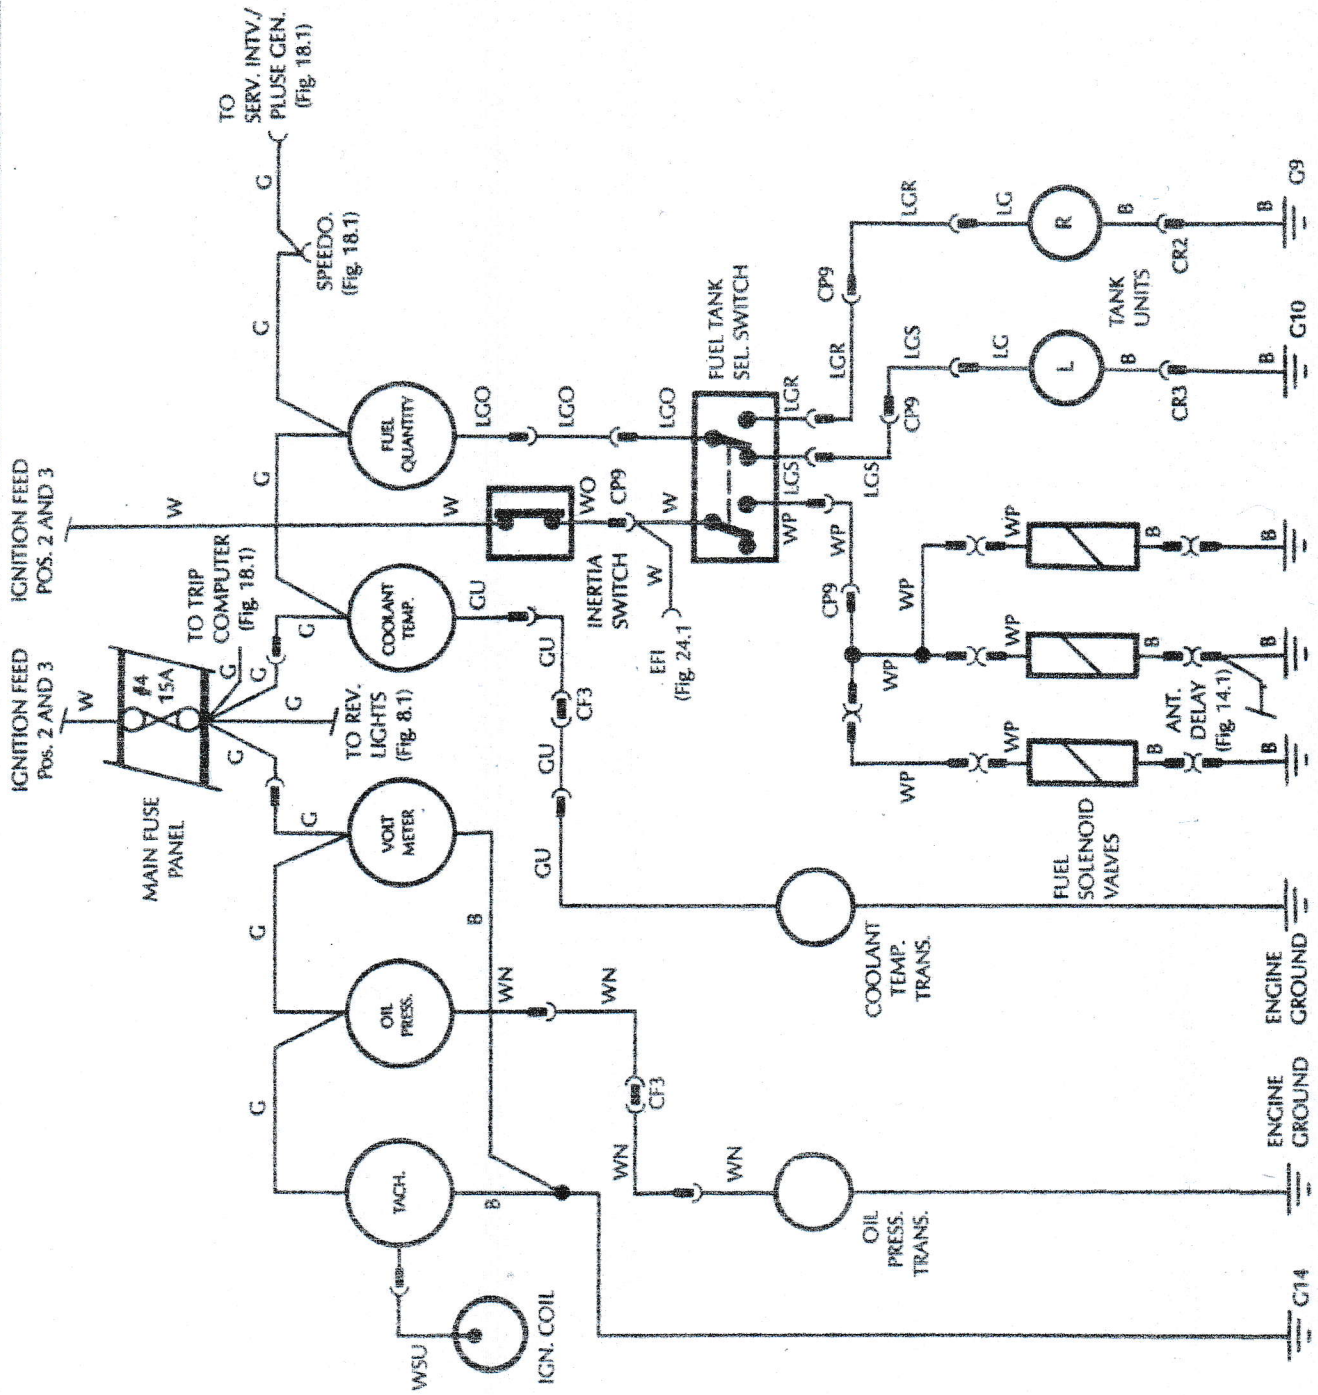 IGNITION FEED
Pos. 2 AND 3
W
IGNITION FEED
POS. 2 AND 3
W
TO
SERV. INTV./
PLUSE GEN.
(Fig. 18.1)
G
SPEEDO.
(Fig. 18.1)
G
MAIN FUSE
PANEL
#4
15A
TO TRIP
COMPUTER
(Fig. 18.1)
G
G
G
G
TO REV.
LIGHTS
(Fig. 8.1)
G
G
G
G
G
TACH.
OIL
PRESS.
VOLT
METER
COOLANT
TEMP.
FUEL
QUANTITY
WSU
IGN. COIL
B
B
WN
WN
CF3
WN
WN
GU
GU
CF3
GU
GU
W
INERTIA
SWITCH
WO
CP9
W
W
EFI
(Fig. 24.1)
LGO
LGO
LGO
FUEL TANK
SEL. SWITCH
WP
LGS
LGR
WP
LGS
CP9
LGR
CP9
CP9
LGS
LGR
WP
WP
WP
WP
WP
WP
LG
LG
OIL
PRESS.
TRANS.
COOLANT
TEMP.
TRANS.
FUEL
SOLENOID
VALVES
L
R
TANK
UNITS
B
B
B
B
B
ANT.
DELAY
(Fig. 14.1)
CR3
CR2
B
B
B
B
B
G14
ENGINE
GROUND
ENGINE
GROUND
G10
G9